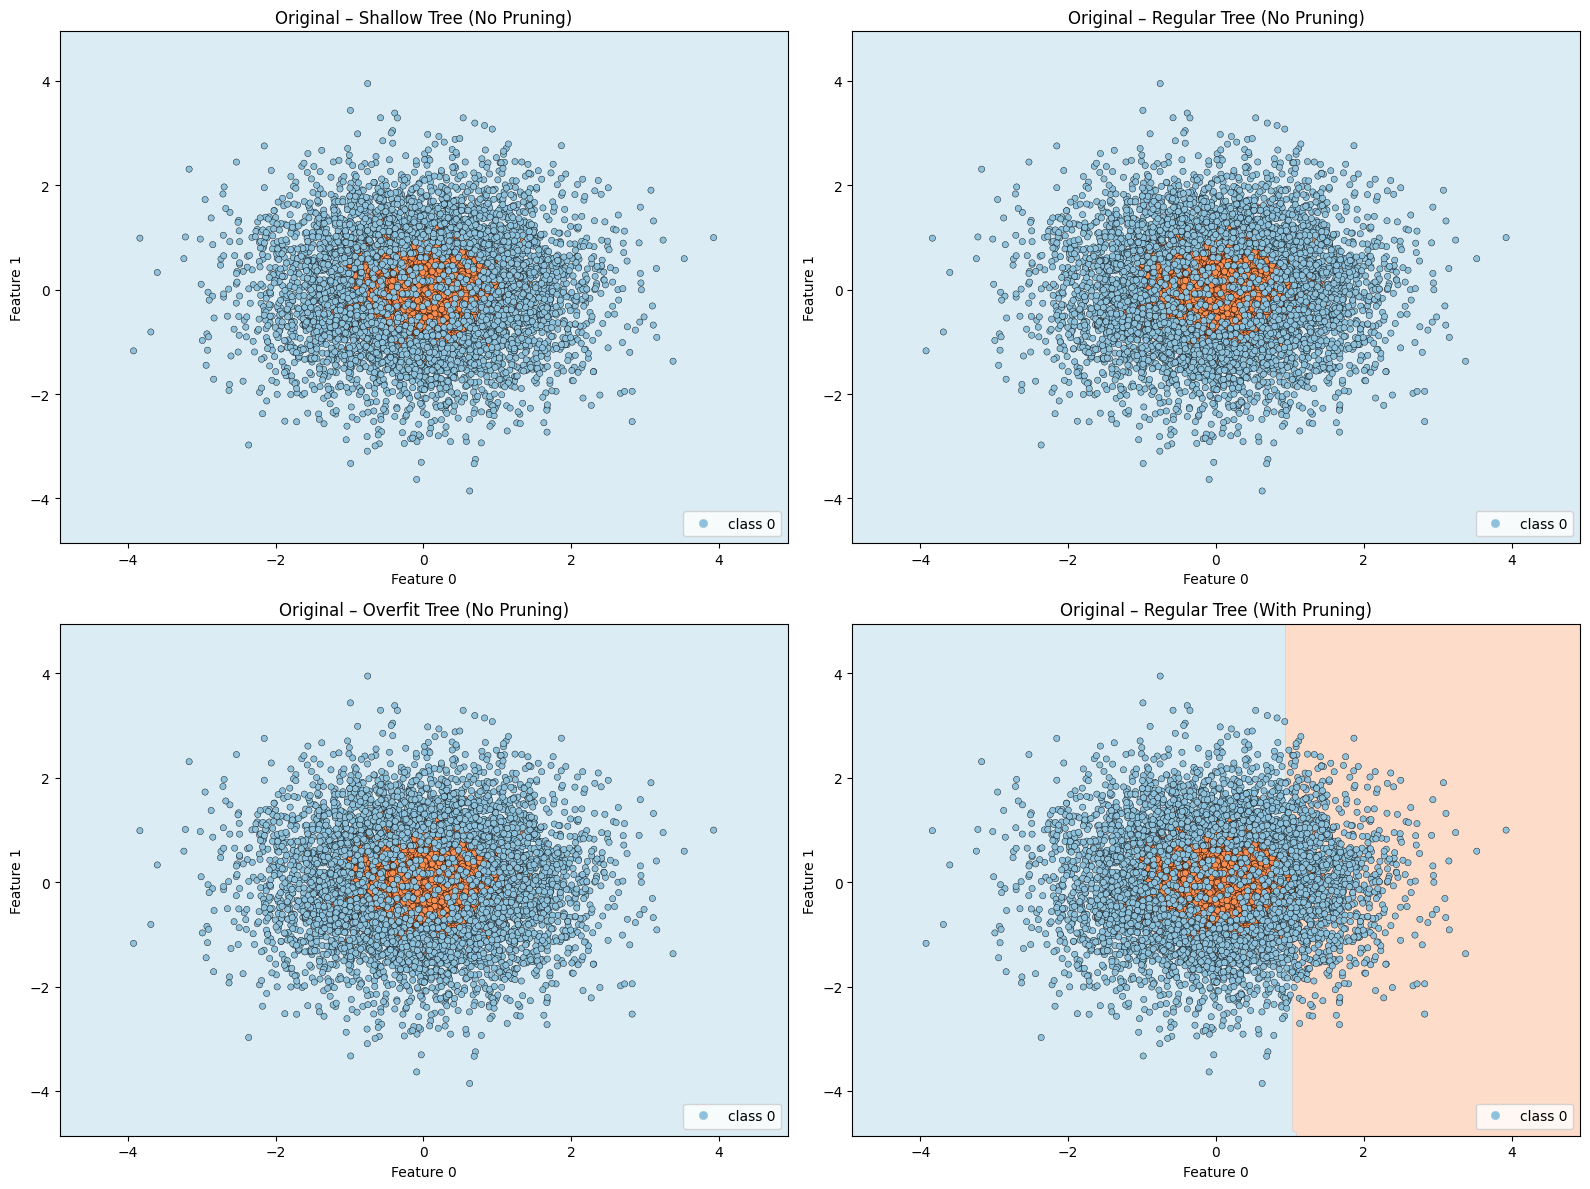 Original – Shallow Tree (No Pruning)
4
2
0
−2
−4
Feature 1
−4 −2 0 2 4
Feature 0
class 0
Original – Regular Tree (No Pruning)
4
2
0
−2
−4
Feature 1
−4 −2 0 2 4
Feature 0
class 0
Original – Overfit Tree (No Pruning)
4
2
0
−2
−4
Feature 1
−4 −2 0 2 4
Feature 0
class 0
Original – Regular Tree (With Pruning)
4
2
0
−2
−4
Feature 1
−4 −2 0 2 4
Feature 0
class 0